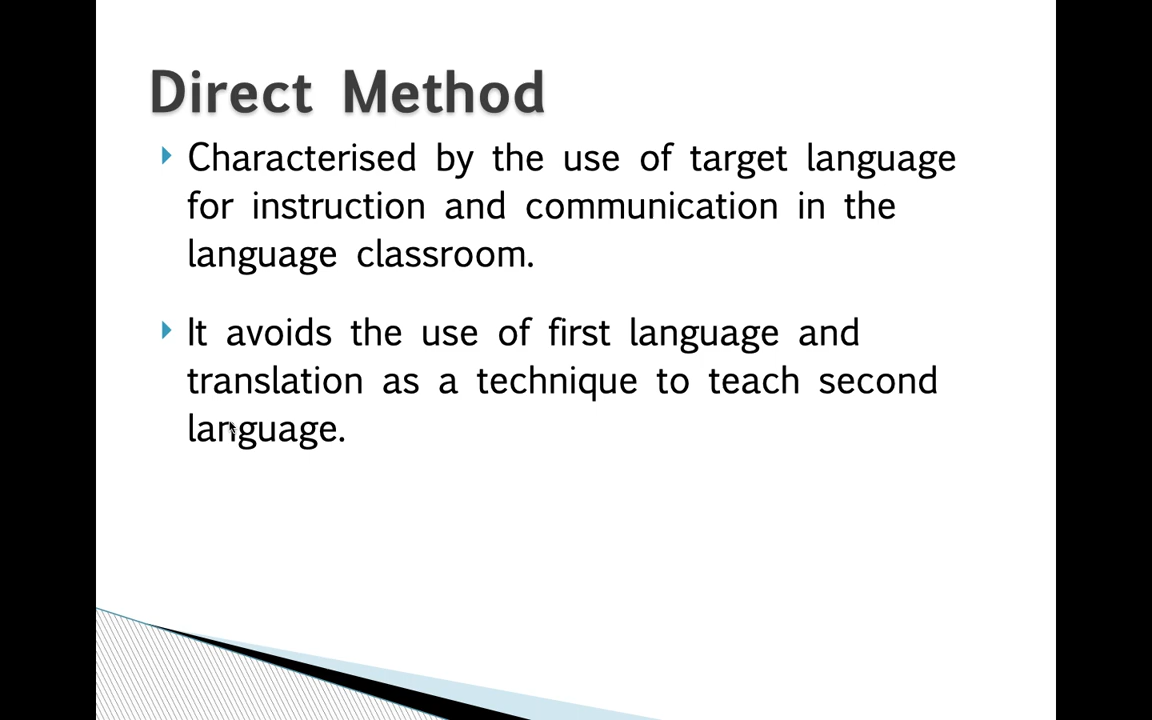 Direct Method
Characterised by the use of target language
for instruction and communication in the
language classroom.
It avoids the use of first language and
translation as a technique to teach second
language.